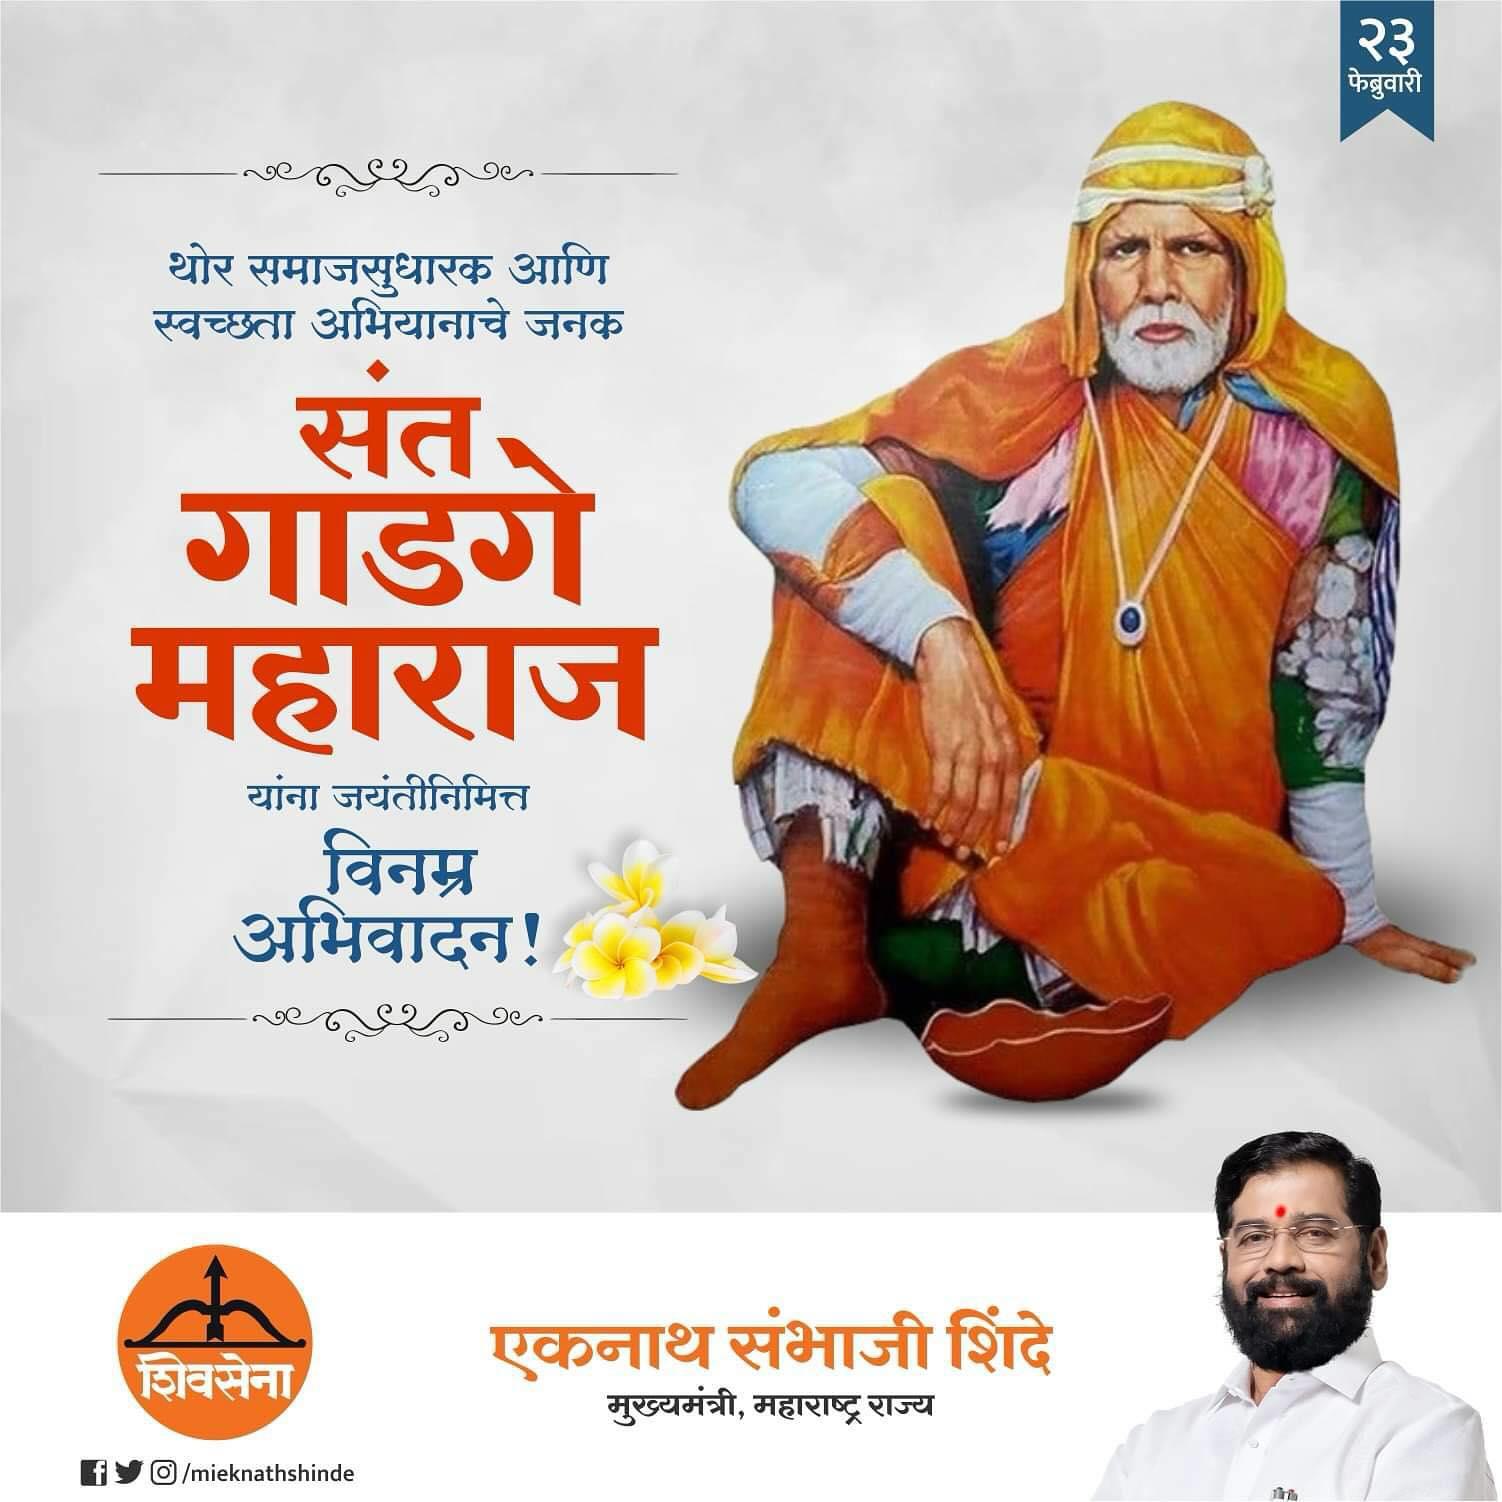 २३
फेब्रुवारी
थोर समाजसुधारक आणि
स्वच्छता अभियानाचे जनक
संत
गाडगे
महाराज
यांना जयंतीनिमित्त
विनम्र
अभिवादन!
शिवसेना
एकनाथ संभाजी शिंदे
मुख्यमंत्री, महाराष्ट्र राज्य
/mieknathshinde